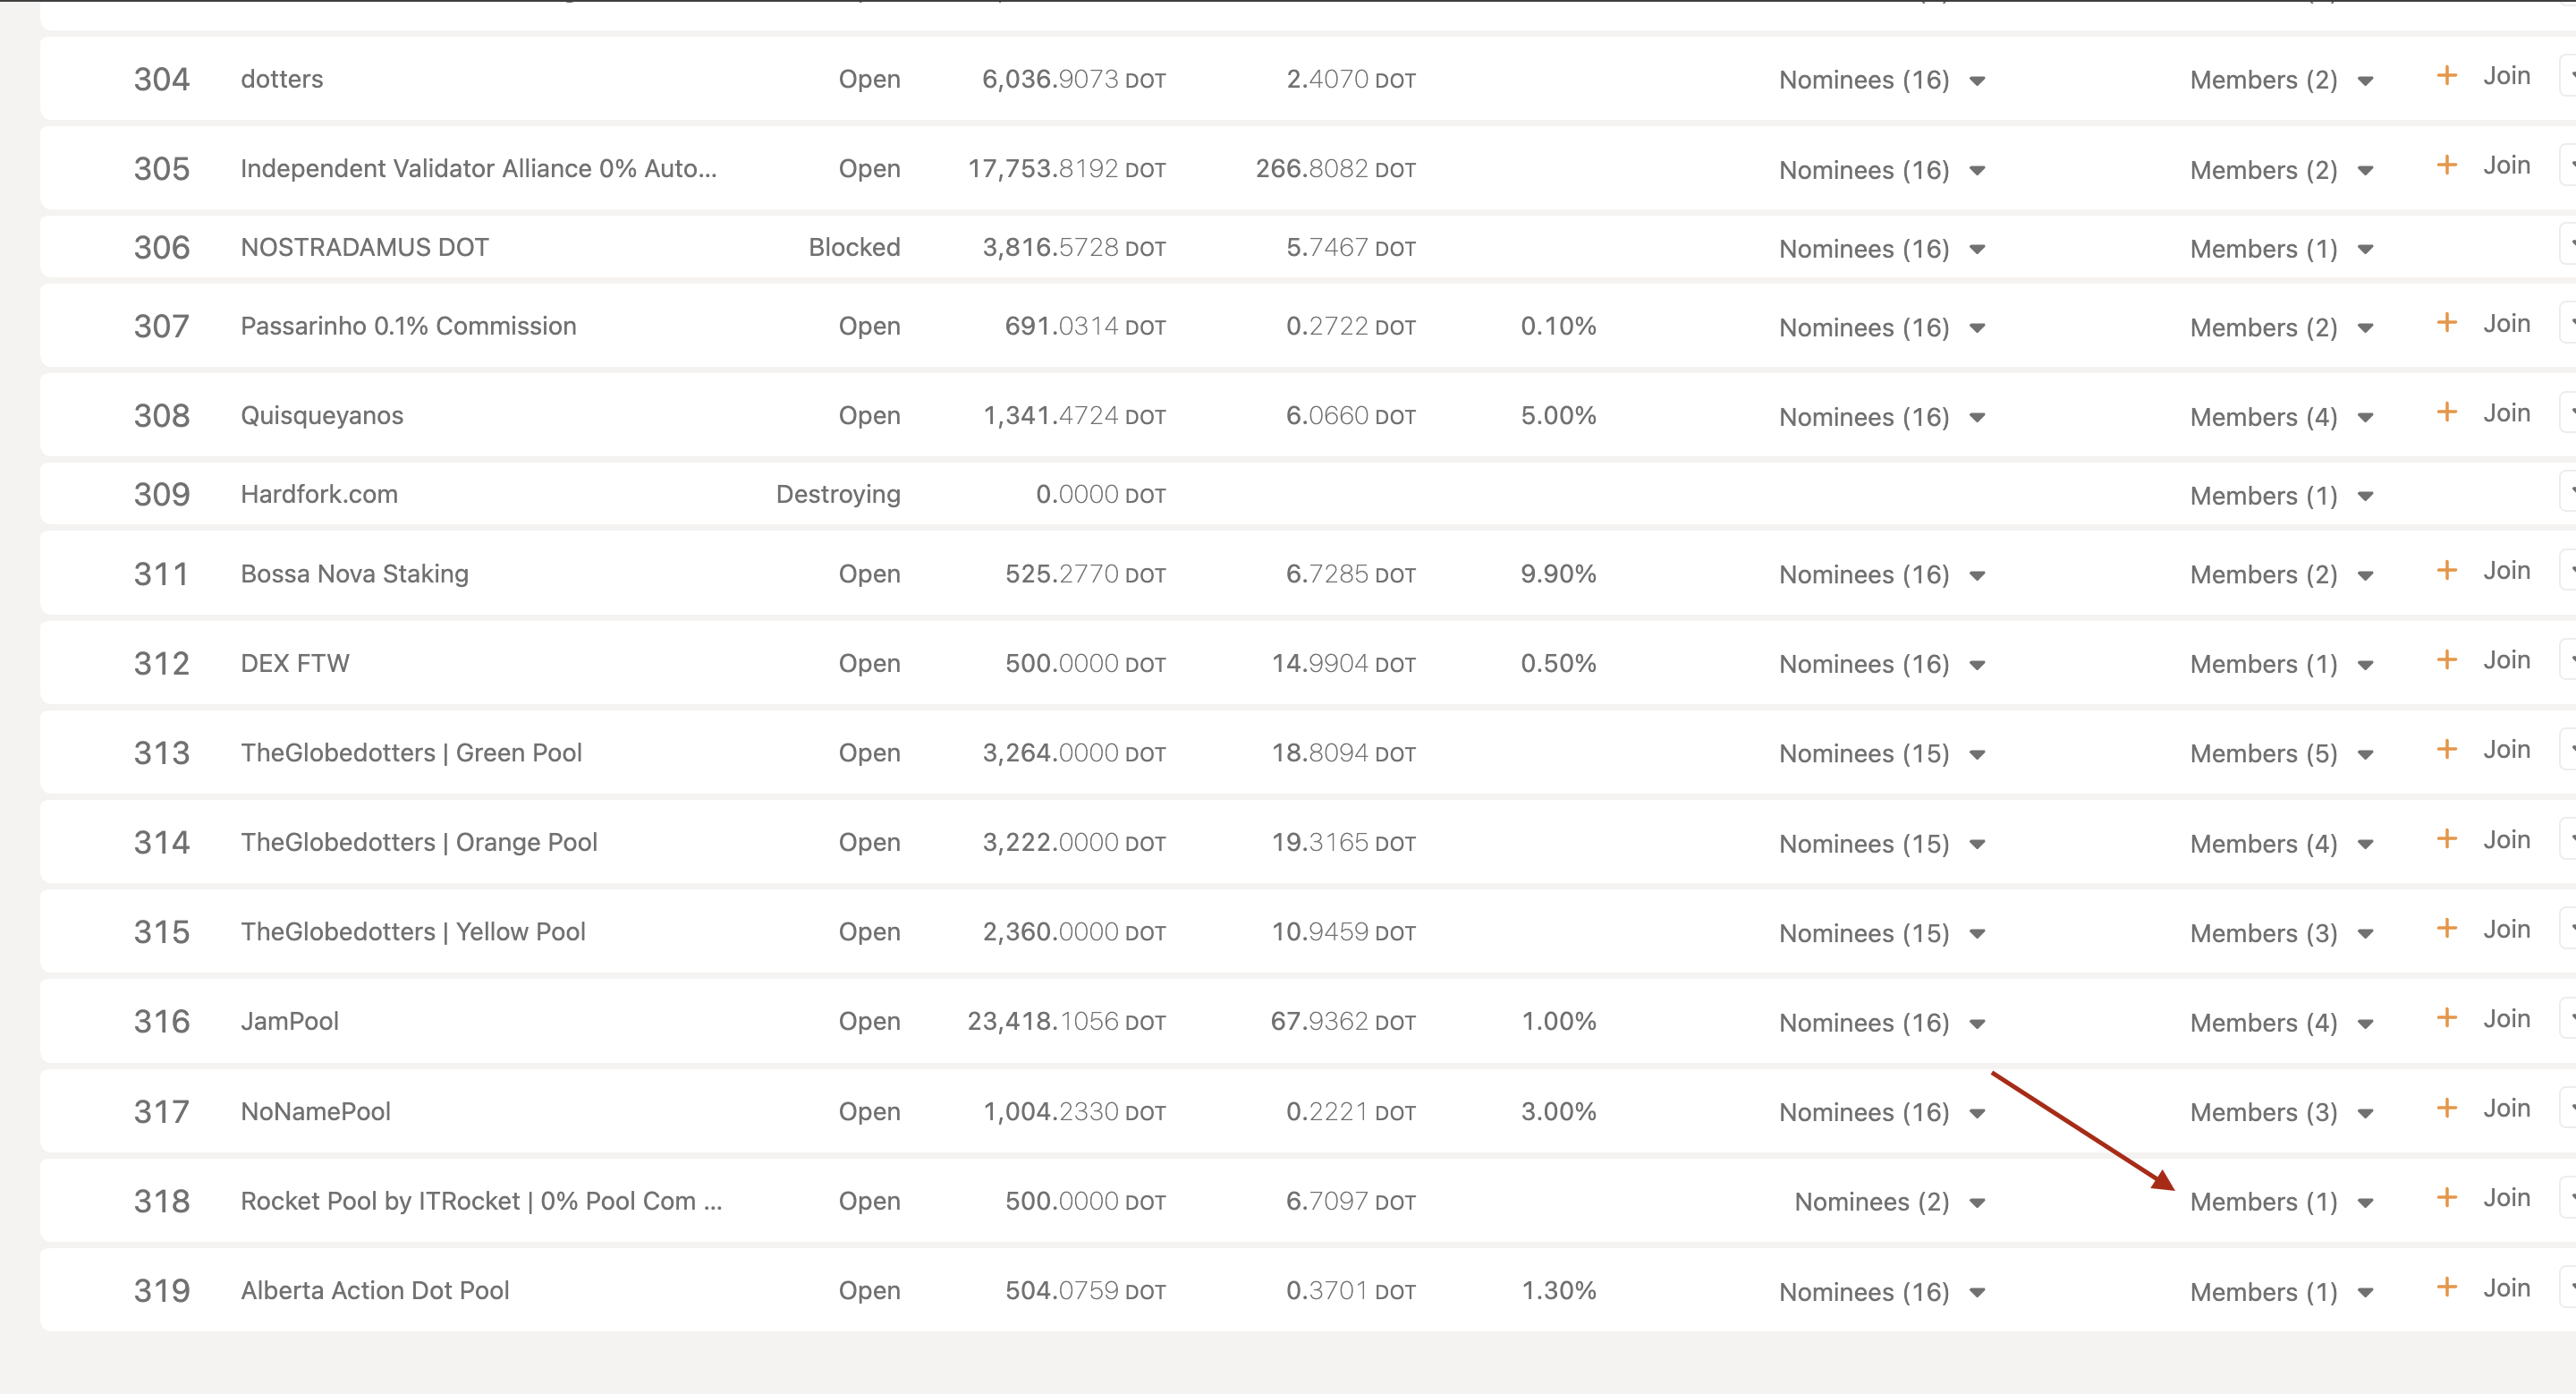 304 dotters Open 6,036.9073 DOT 2.4070 DOT Nominees (16) Members (2) + Join
305 Independent Validator Alliance 0% Auto... Open 17,753.8192 DOT 266.8082 DOT Nominees (16) Members (2) + Join
306 NOSTRADAMUS DOT Blocked 3,816.5728 DOT 5.7467 DOT Nominees (16) Members (1)
307 Passarinho 0.1% Commission Open 691.0314 DOT 0.2722 DOT 0.10% Nominees (16) Members (2) + Join
308 Quisqueyanos Open 1,341.4724 DOT 6.0660 DOT 5.00% Nominees (16) Members (4) + Join
309 Hardfork.com Destroying 0.0000 DOT Members (1)
311 Bossa Nova Staking Open 525.2770 DOT 6.7285 DOT 9.90% Nominees (16) Members (2) + Join
312 DEX FTW Open 500.0000 DOT 14.9904 DOT 0.50% Nominees (16) Members (1) + Join
313 TheGlobedotters | Green Pool Open 3,264.0000 DOT 18.8094 DOT Nominees (15) Members (5) + Join
314 TheGlobedotters | Orange Pool Open 3,222.0000 DOT 19.3165 DOT Nominees (15) Members (4) + Join
315 TheGlobedotters | Yellow Pool Open 2,360.0000 DOT 10.9459 DOT Nominees (15) Members (3) + Join
316 JamPool Open 23,418.1056 DOT 67.9362 DOT 1.00% Nominees (16) Members (4) + Join
317 NoNamePool Open 1,004.2330 DOT 0.2221 DOT 3.00% Nominees (16) Members (3) + Join
318 Rocket Pool by ITRocket | 0% Pool Com ... Open 500.0000 DOT 6.7097 DOT Nominees (2) Members (1) + Join
319 Alberta Action Dot Pool Open 504.0759 DOT 0.3701 DOT 1.30% Nominees (16) Members (1) + Join